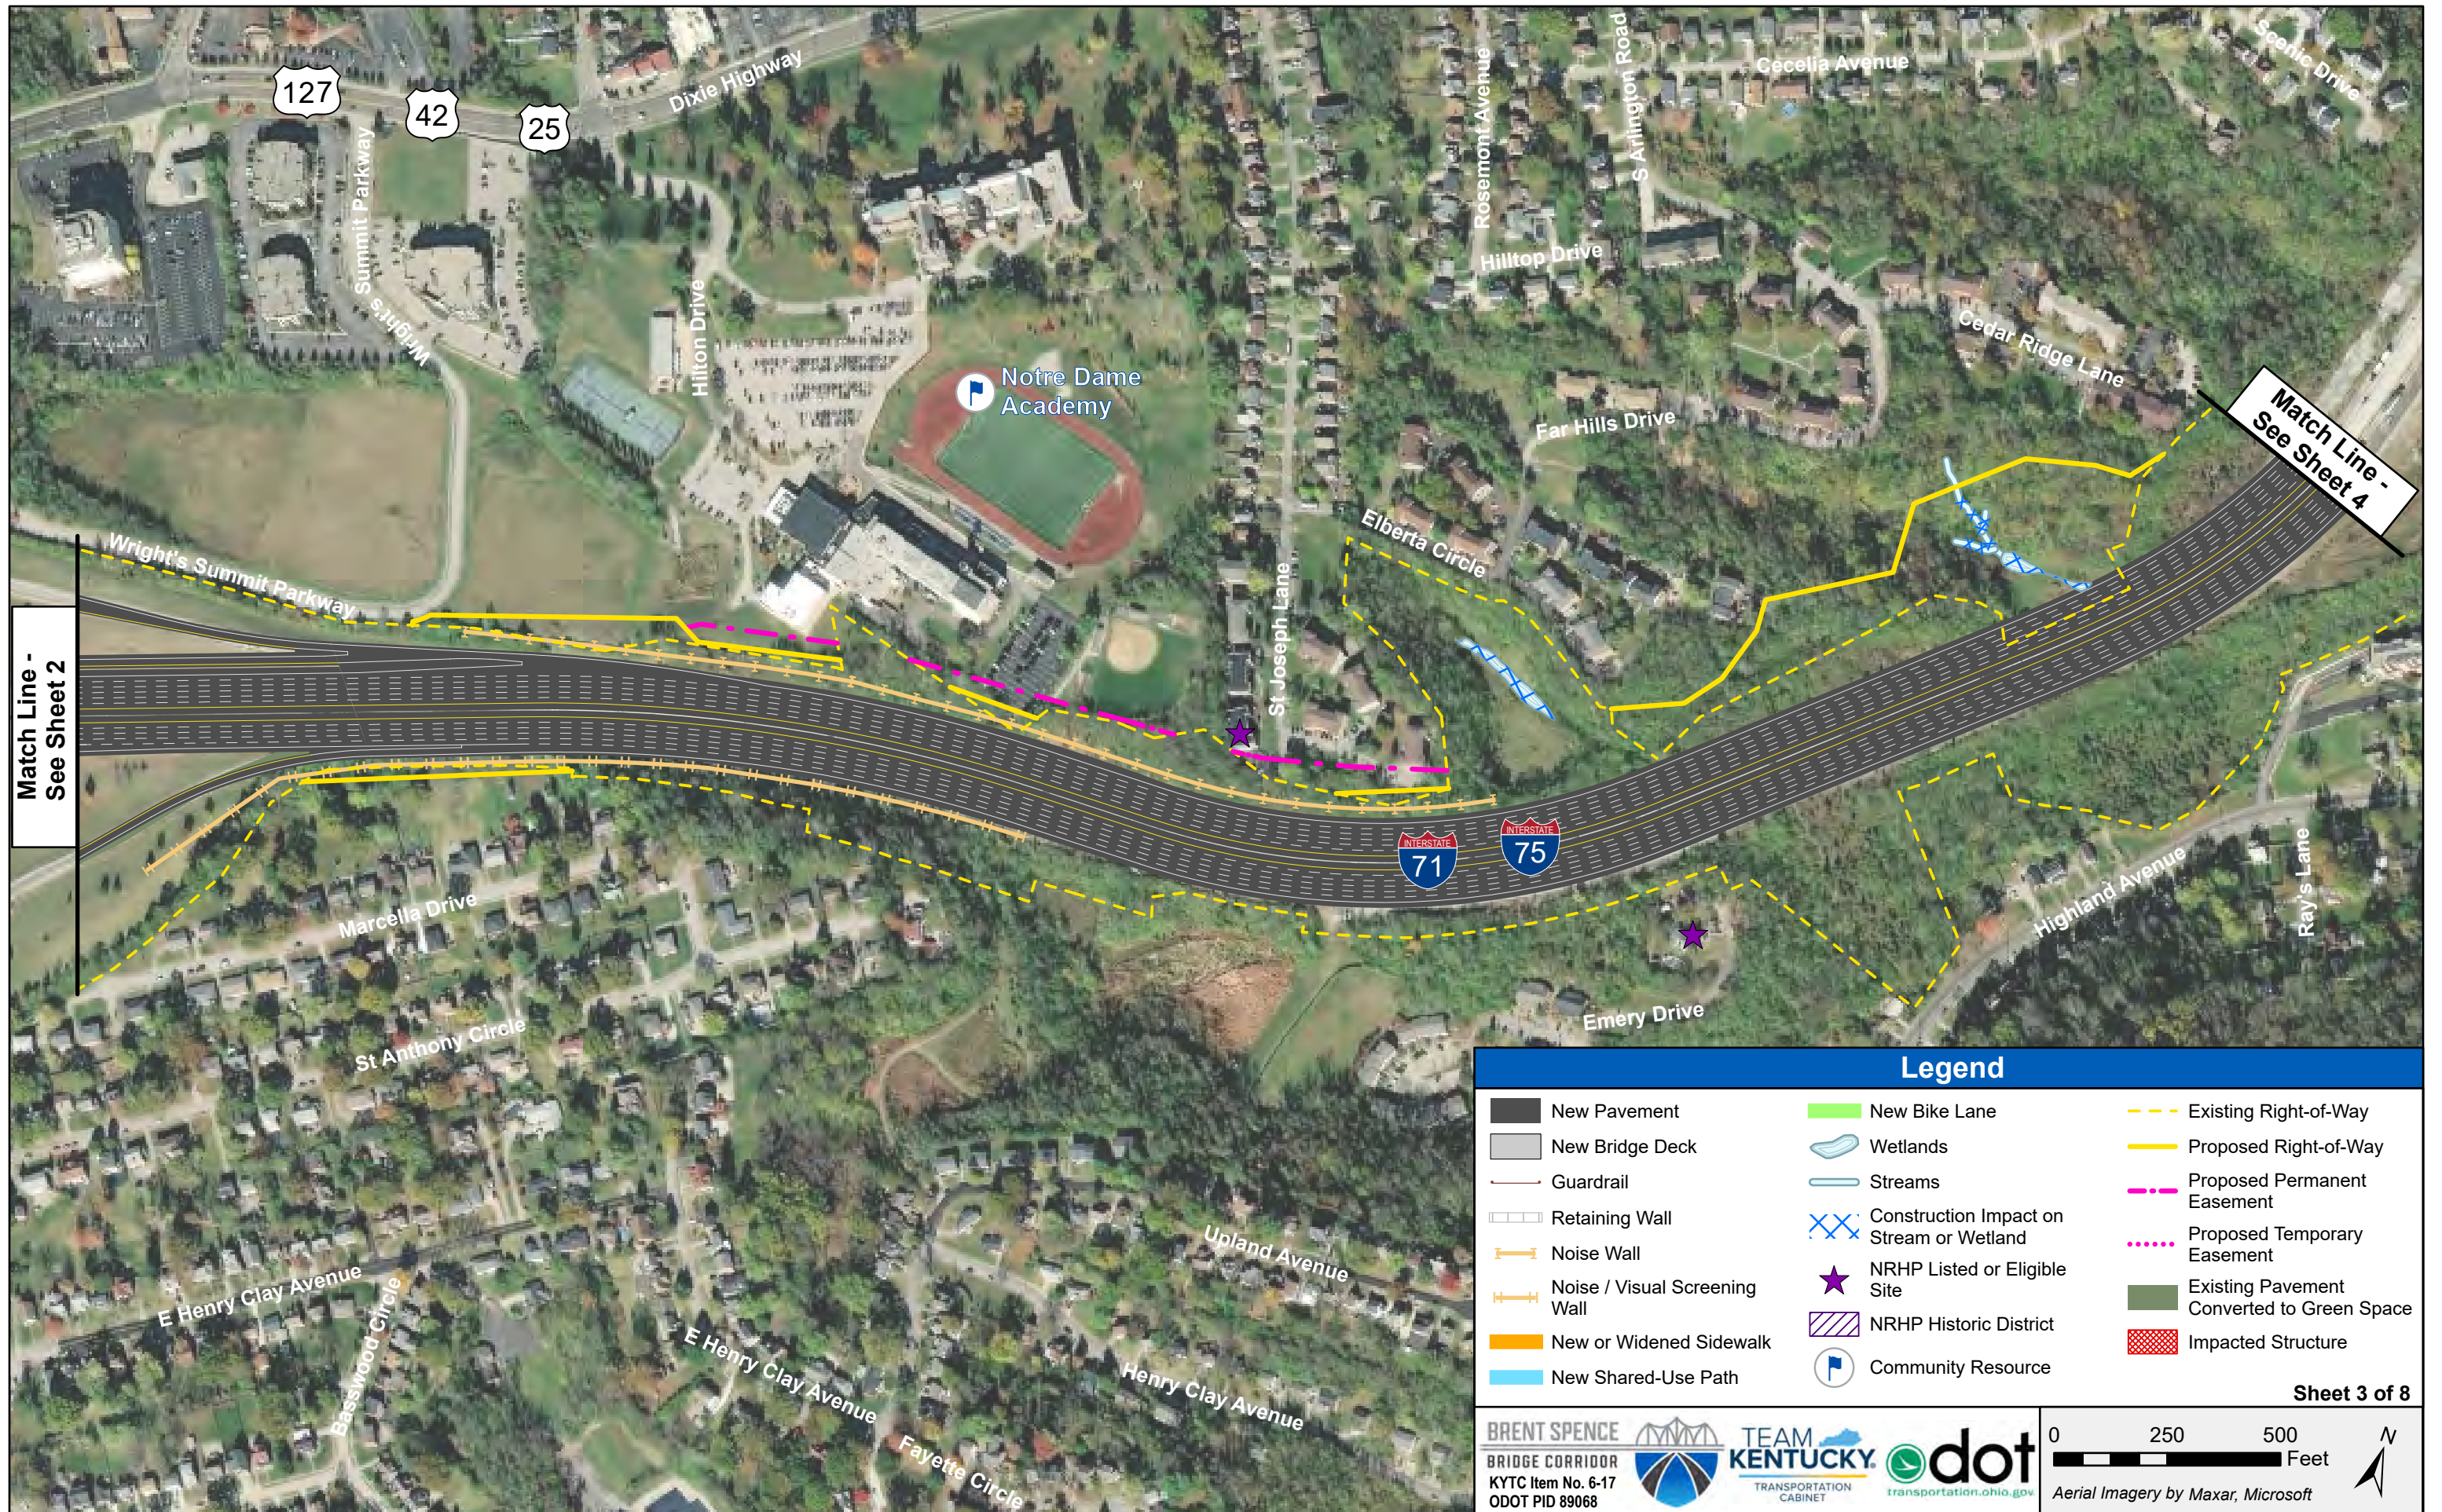 127
42
25
Dixie Highway
Summit Parkway
Wright's
Hilton Drive
Notre Dame
Academy
Rosemont Avenue
S Arlington Road
Cecelia Avenue
Scenic Drive
Hilltop Drive
Cedar Ridge Lane
Far Hills Drive
Elberta Circle
St Joseph Lane
Wright's Summit Parkway
Match Line -
See Sheet 2
Match Line -
See Sheet 4
INTERSTATE
71
INTERSTATE
75
Marcella Drive
St Anthony Circle
E Henry Clay Avenue
Basswood Circle
E Henry Clay Avenue
Fayette Circle
Henry Clay Avenue
Upland Avenue
Emery Drive
Highland Avenue
Ray's Lane
Legend
New Pavement
New Bridge Deck
Guardrail
Retaining Wall
Noise Wall
Noise / Visual Screening
Wall
New or Widened Sidewalk
New Shared-Use Path
New Bike Lane
Wetlands
Streams
Construction Impact on
Stream or Wetland
NRHP Listed or Eligible
Site
NRHP Historic District
Community Resource
Existing Right-of-Way
Proposed Right-of-Way
Proposed Permanent
Easement
Proposed Temporary
Easement
Existing Pavement
Converted to Green Space
Impacted Structure
Sheet 3 of 8
BRENT SPENCE
BRIDGE CORRIDOR
KYTC Item No. 6-17
ODOT PID 89068
TEAM
KENTUCKY
TRANSPORTATION
CABINET
odot
transportation.ohio.gov
0 250 500
Feet
N
Aerial Imagery by Maxar, Microsoft